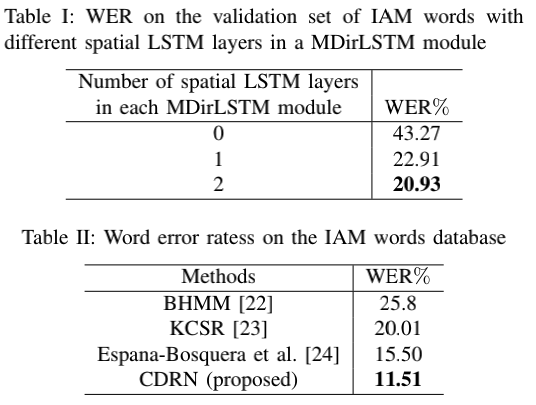 Table I: WER on the validation set of IAM words with
different spatial LSTM layers in a MDirLSTM module
Number of spatial LSTM layers
in each MDirLSTM module WER%
0 43.27
1 22.91
2 20.93
Table II: Word error ratess on the IAM words database
Methods WER%
BHMM [22] 25.8
KCSR [23] 20.01
Espana-Bosquera et al. [24] 15.50
CDRN (proposed) 11.51